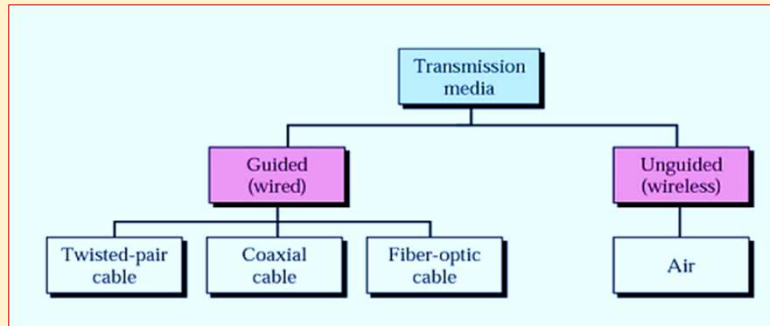 Transmission
media
Guided
(wired)
Unguided
(wireless)
Twisted-pair
cable
Coaxial
cable
Fiber-optic
cable
Air